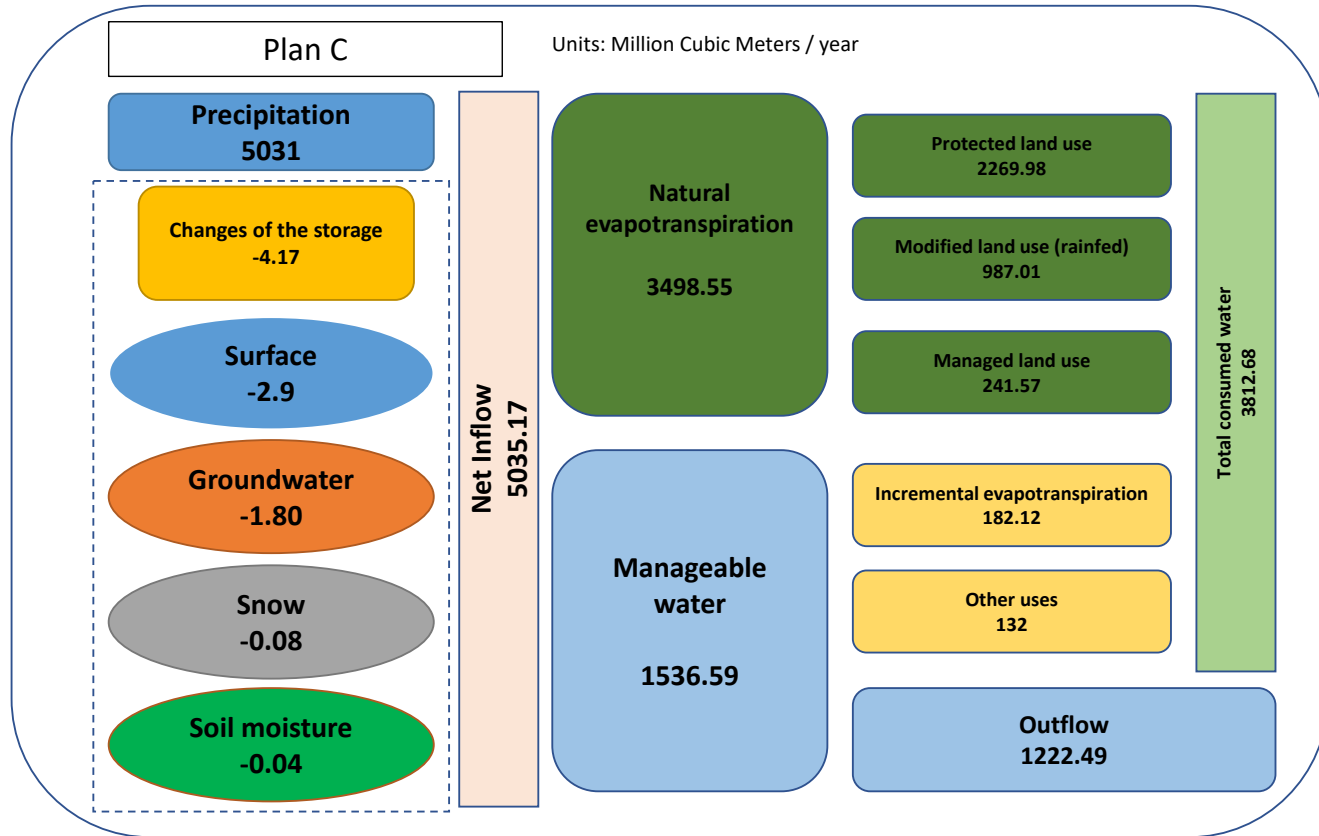 Plan C
Units: Million Cubic Meters / year
Precipitation
5031
Changes of the storage
-4.17
Surface
-2.9
Groundwater
-1.80
Snow
-0.08
Soil moisture
-0.04
Net Inflow
5035.17
Natural
evapotranspiration
3498.55
Manageable
water
1536.59
Protected land use
2269.98
Modified land use (rainfed)
987.01
Managed land use
241.57
Incremental evapotranspiration
182.12
Other uses
132
Total consumed water
3812.68
Outflow
1222.49